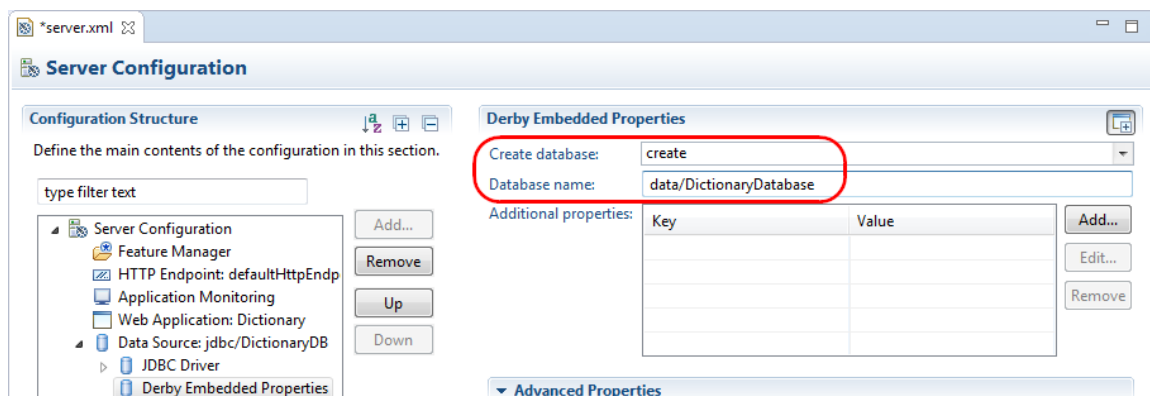 *server.xml
Server Configuration
Configuration Structure
Define the main contents of the configuration in this section.
type filter text
Server Configuration
Feature Manager
HTTP Endpoint: defaultHttpEndp
Application Monitoring
Web Application: Dictionary
Data Source: jdbc/DictionaryDB
JDBC Driver
Derby Embedded Properties
Add...
Remove
Up
Down
Derby Embedded Properties
Create database: create
Database name: data/DictionaryDatabase
Additional properties:
Key Value
Add...
Edit...
Remove
Advanced Properties